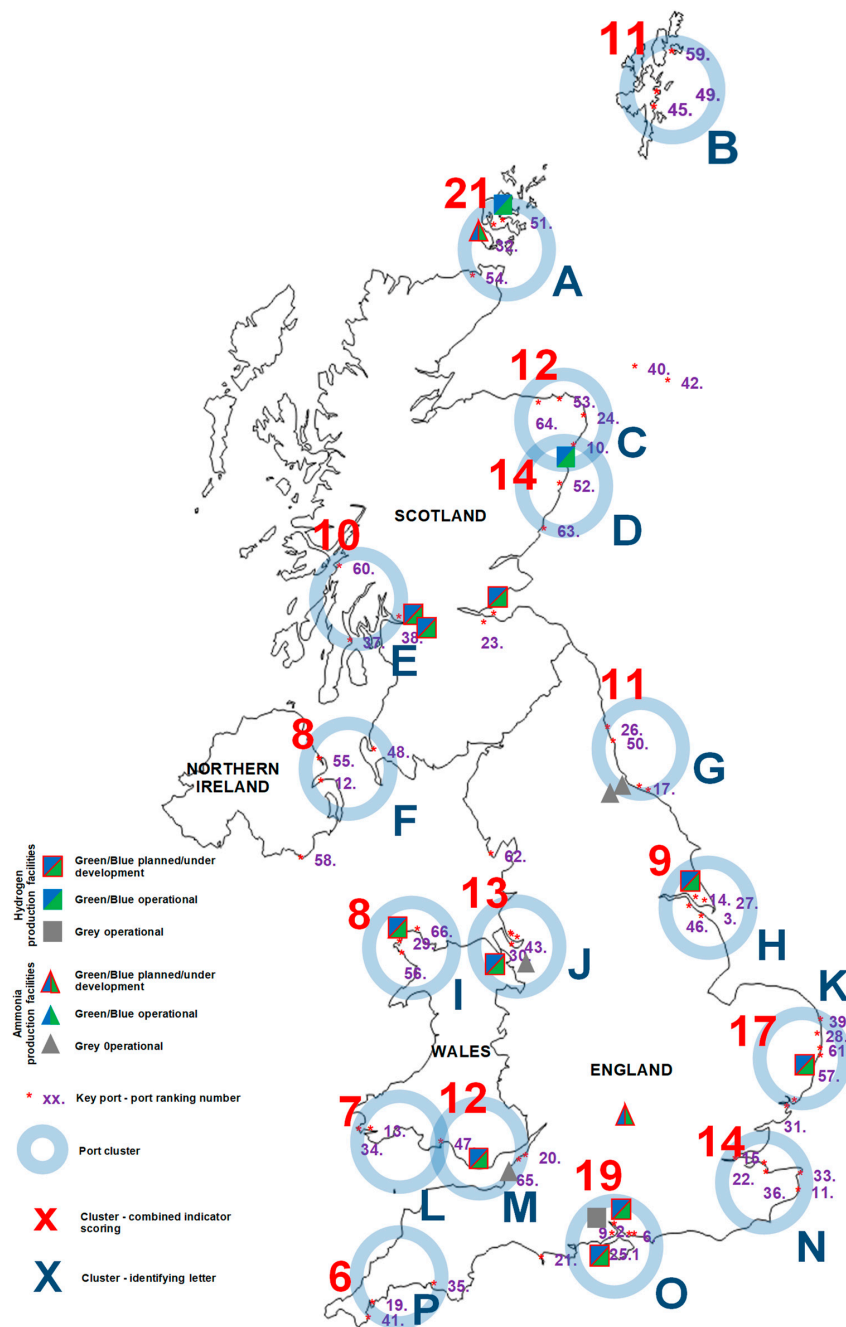 11
59.
49.
45.
B
21
51.
32.
54.
A
12
40.
42.
53.
24.
64.
10.
C
14
52.
SCOTLAND
63.
D
10
60.
37.
38.
23.
E
11
26.
50.
8
55.
48.
NORTHERN
IRELAND
12.
17.
G
F
58.
62.
9
14.
27.
3.
46.
H
13
8
66.
29.
43.
30.
56.
J
I
K
39.
28.
17
61.
57.
WALES
ENGLAND
31.
7
13.
34.
12
47
20.
65.
L
M
14
15.
22.
33.
36.
11.
N
19
9.
2.
6.
25.
1
21.
O
6
35.
19.
41.
P
Hydrogen
production facilities
Green/Blue planned/under
development
Green/Blue operational
Grey operational
Ammonia
production facilities
Green/Blue planned/under
development
Green/Blue operational
Grey 0perational
* xx. Key port - port ranking number
Port cluster
X Cluster - combined indicator
scoring
X Cluster - identifying letter